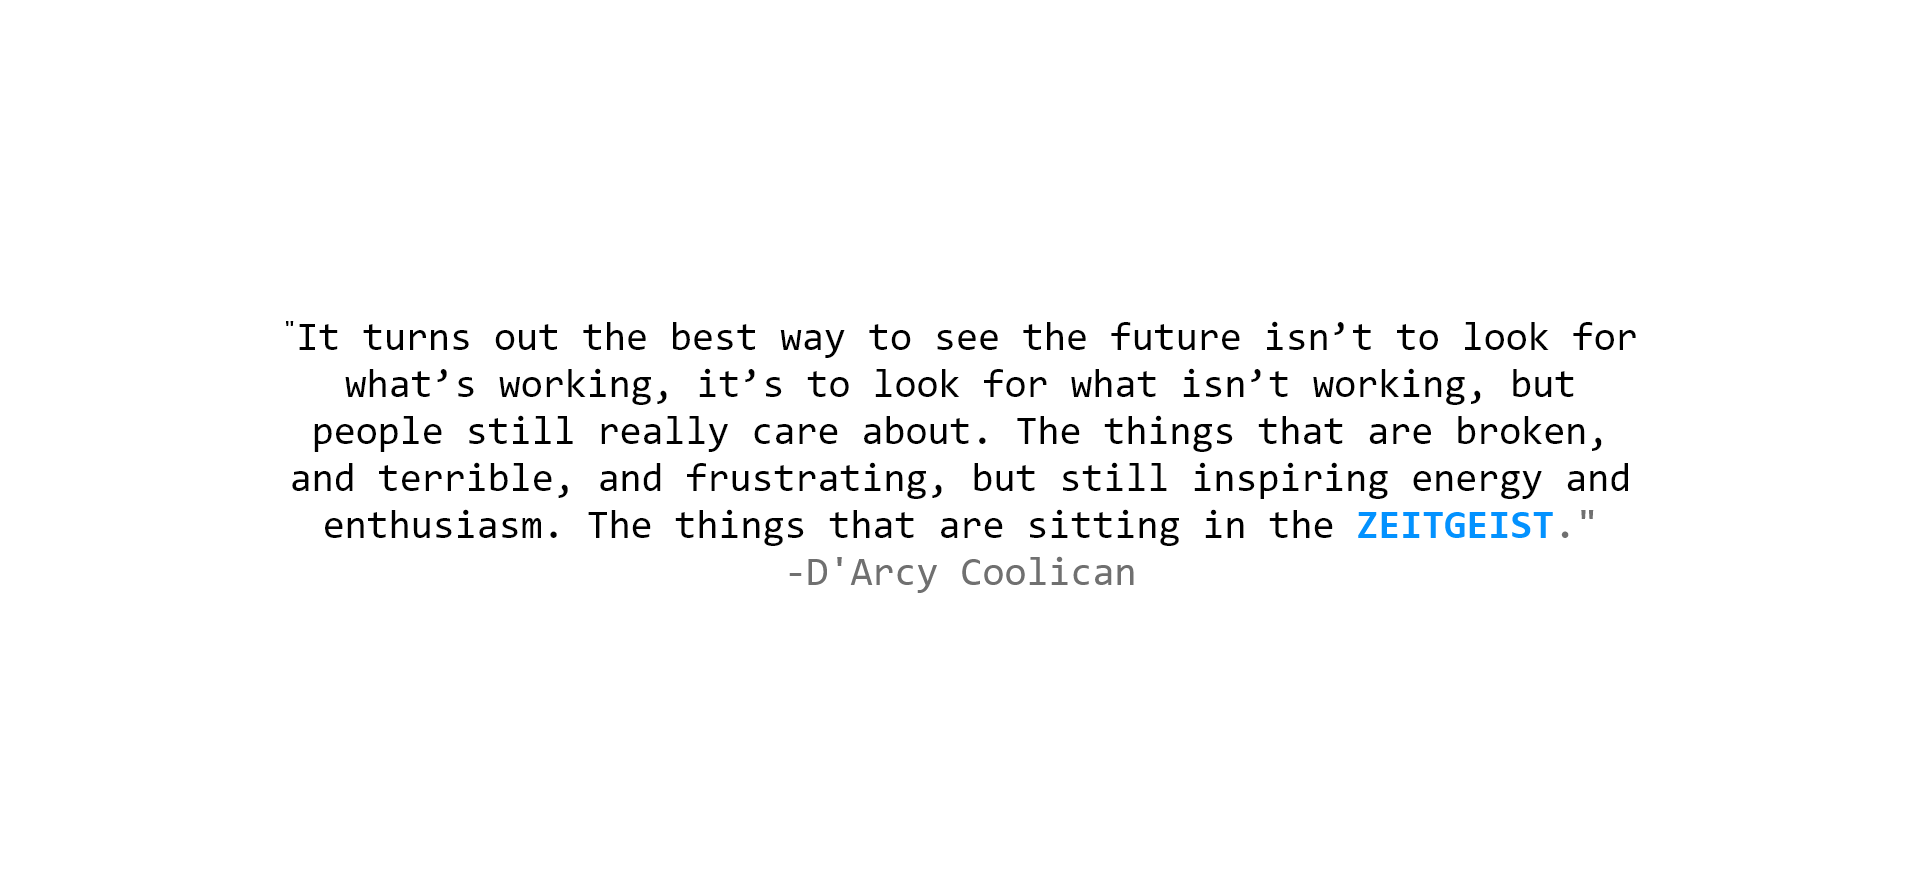 "It turns out the best way to see the future isn’t to look for
what’s working, it’s to look for what isn’t working, but
people still really care about. The things that are broken,
and terrible, and frustrating, but still inspiring energy and
enthusiasm. The things that are sitting in the ZEITGEIST."
-D'Arcy Coolican